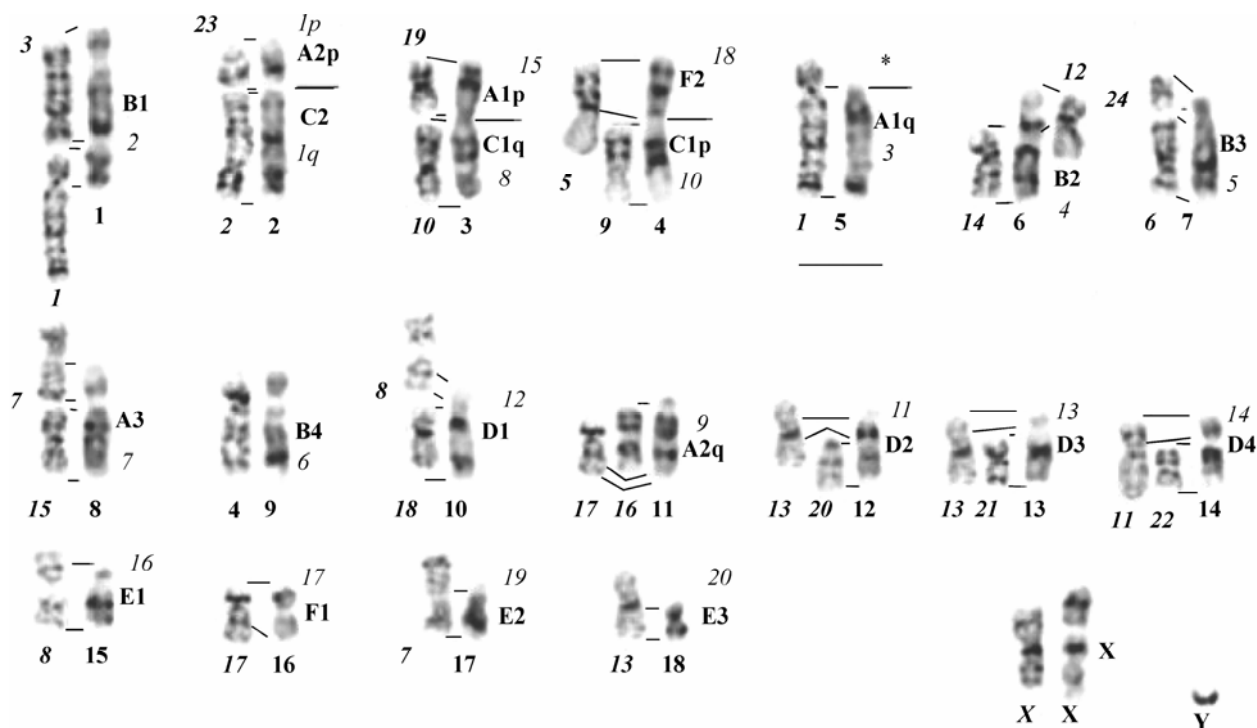 3 B1 2 1 1
23 1p A2p C2 1q 2 2
19 15 A1p C1q 8 10 3
18 F2 C1p 5 10 9 4
* A1q 3 1 5
12 B2 4 14 6
24 B3 5 6 7
7 A3 7 15 8
B4 6 4 9
8 12 D1 18 10
9 A2q 17 16 11
11 D2 13 20 12
13 D3 13 21 13
14 D4 11 22 14
16 E1 8 15
17 F1 17 16
19 E2 7 17
20 E3 13 18
X X X
Y